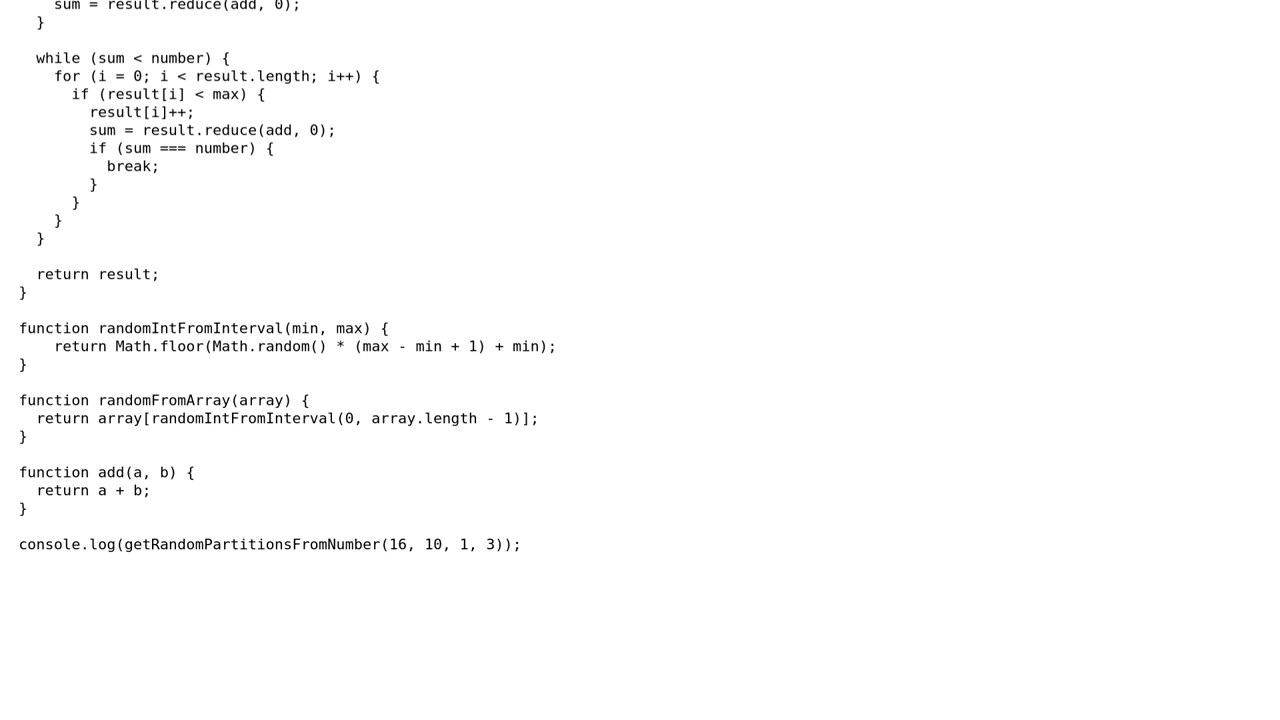 sum = result.reduce(add, 0);
  }

  while (sum < number) {
    for (i = 0; i < result.length; i++) {
      if (result[i] < max) {
        result[i]++;
        sum = result.reduce(add, 0);
        if (sum === number) {
          break;
        }
      }
    }
  }

  return result;
}

function randomIntFromInterval(min, max) {
    return Math.floor(Math.random() * (max - min + 1) + min);
}

function randomFromArray(array) {
  return array[randomIntFromInterval(0, array.length - 1)];
}

function add(a, b) {
  return a + b;
}

console.log(getRandomPartitionsFromNumber(16, 10, 1, 3));